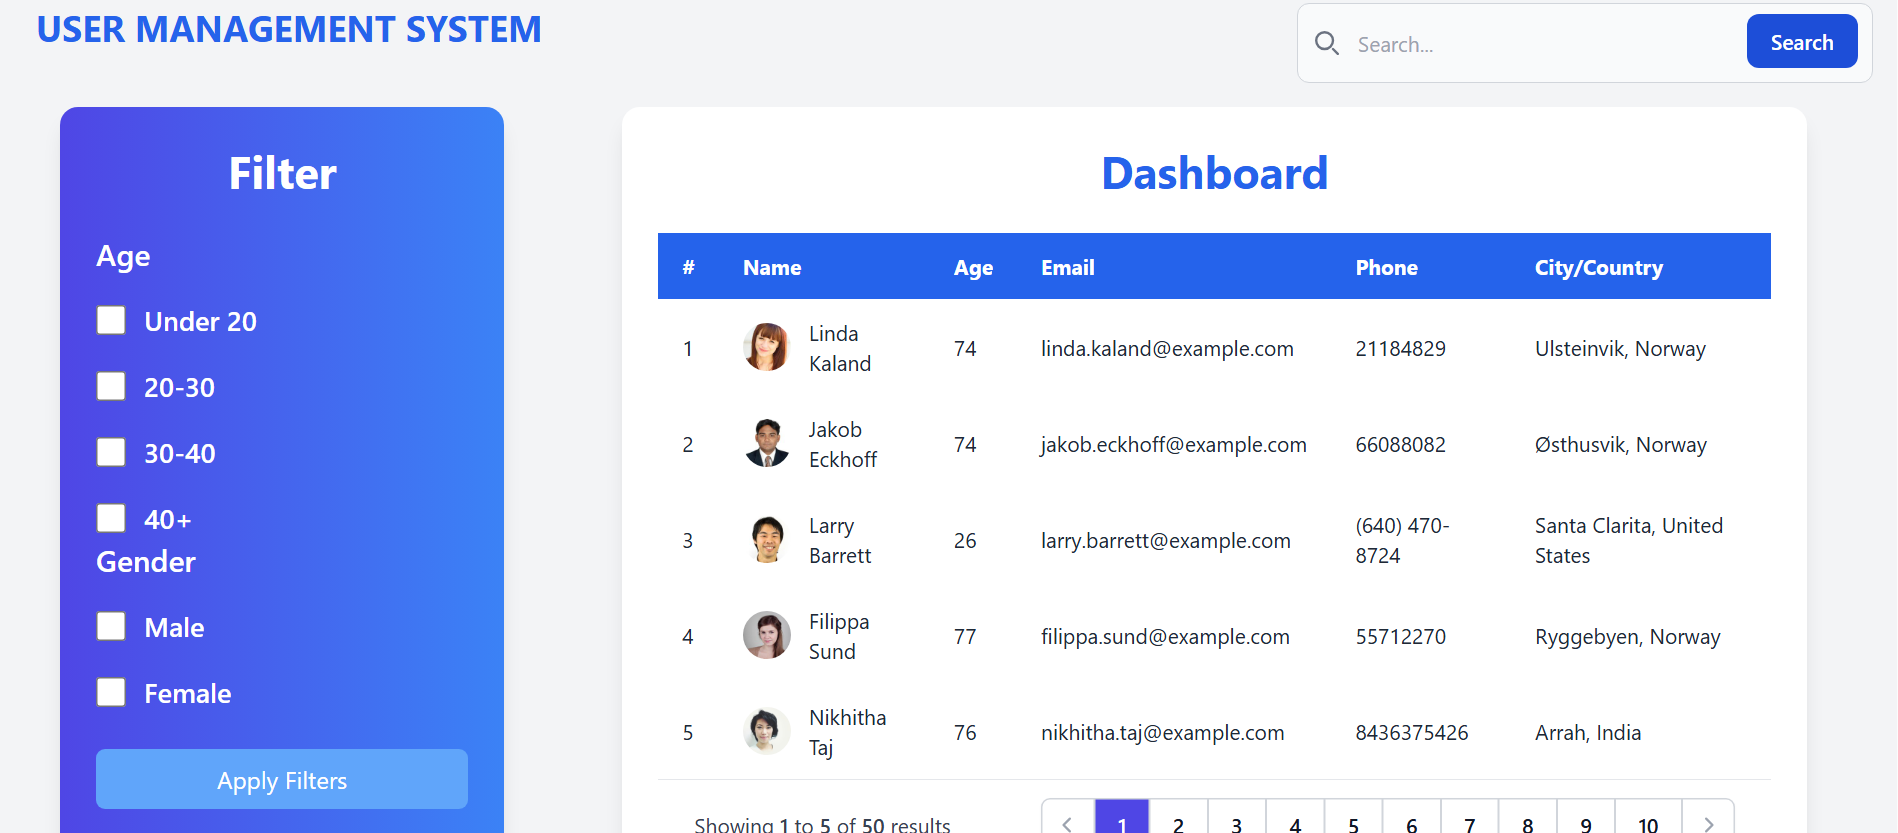 USER MANAGEMENT SYSTEM
Search...
Search
Filter
Age
Under 20
20-30
30-40
40+
Gender
Male
Female
Apply Filters
Dashboard
# Name Age Email Phone City/Country
1 Linda Kaland 74 linda.kaland@example.com 21184829 Ulsteinvik, Norway
2 Jakob Eckhoff 74 jakob.eckhoff@example.com 66088082 Østhusvik, Norway
3 Larry Barrett 26 larry.barrett@example.com (640) 470-8724 Santa Clarita, United States
4 Filippa Sund 77 filippa.sund@example.com 55712270 Ryggebyen, Norway
5 Nikhitha Taj 76 nikhitha.taj@example.com 8436375426 Arrah, India
Showing 1 to 5 of 50 results
1 2 3 4 5 6 7 8 9 10